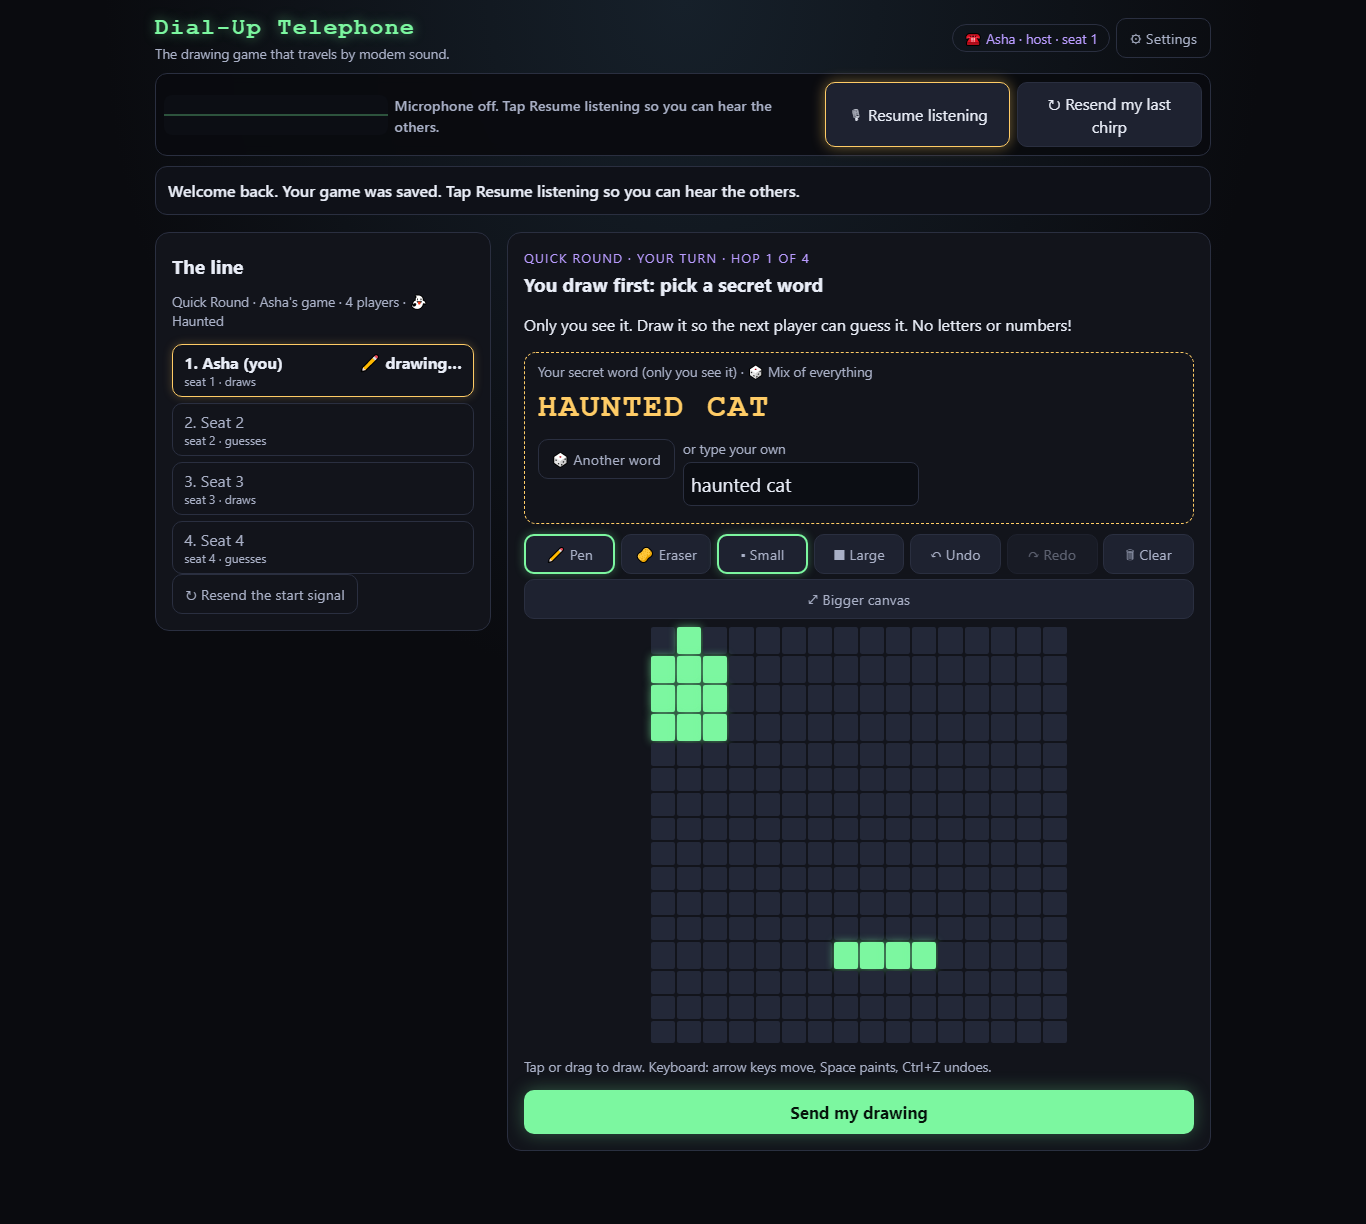 Dial-Up Telephone
The drawing game that travels by modem sound.
☎️ Asha · host · seat 1
⚙ Settings
Microphone off. Tap Resume listening so you can hear the
others.
🎙 Resume listening
↻ Resend my last
chirp
Welcome back. Your game was saved. Tap Resume listening so you can hear the others.
The line
Quick Round · Asha's game · 4 players · 👻
Haunted
1. Asha (you)
✏️ drawing...
seat 1 · draws
2. Seat 2
seat 2 · guesses
3. Seat 3
seat 3 · draws
4. Seat 4
seat 4 · guesses
↻ Resend the start signal
QUICK ROUND · YOUR TURN · HOP 1 OF 4
You draw first: pick a secret word
Only you see it. Draw it so the next player can guess it. No letters or numbers!
Your secret word (only you see it) · 🎲 Mix of everything
HAUNTED CAT
🎲 Another word
or type your own
haunted cat
✏️ Pen
🧽 Eraser
▪ Small
■ Large
↶ Undo
↷ Redo
🗑 Clear
⤢ Bigger canvas
Tap or drag to draw. Keyboard: arrow keys move, Space paints, Ctrl+Z undoes.
Send my drawing